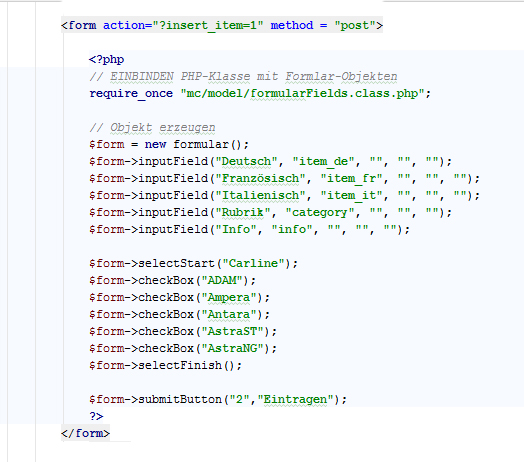 <form action="?insert_item=1" method = "post">
<?php
// EINBINDEN PHP-Klasse mit Formlar-Objekten
require_once "mc/model/formularFields.class.php";
// Objekt erzeugen
$form = new formular();
$form->inputField("Deutsch", "item_de", "", "", "");
$form->inputField("Französisch", "item_fr", "", "", "");
$form->inputField("Italienisch", "item_it", "", "", "");
$form->inputField("Rubrik", "category", "", "", "");
$form->inputField("Info", "info", "", "", "");
$form->selectStart("Carline");
$form->checkBox("ADAM");
$form->checkBox("Ampera");
$form->checkBox("Antara");
$form->checkBox("AstraST");
$form->checkBox("AstraNG");
$form->selectFinish();
$form->submitButton("2","Eintragen");
?>
</form>